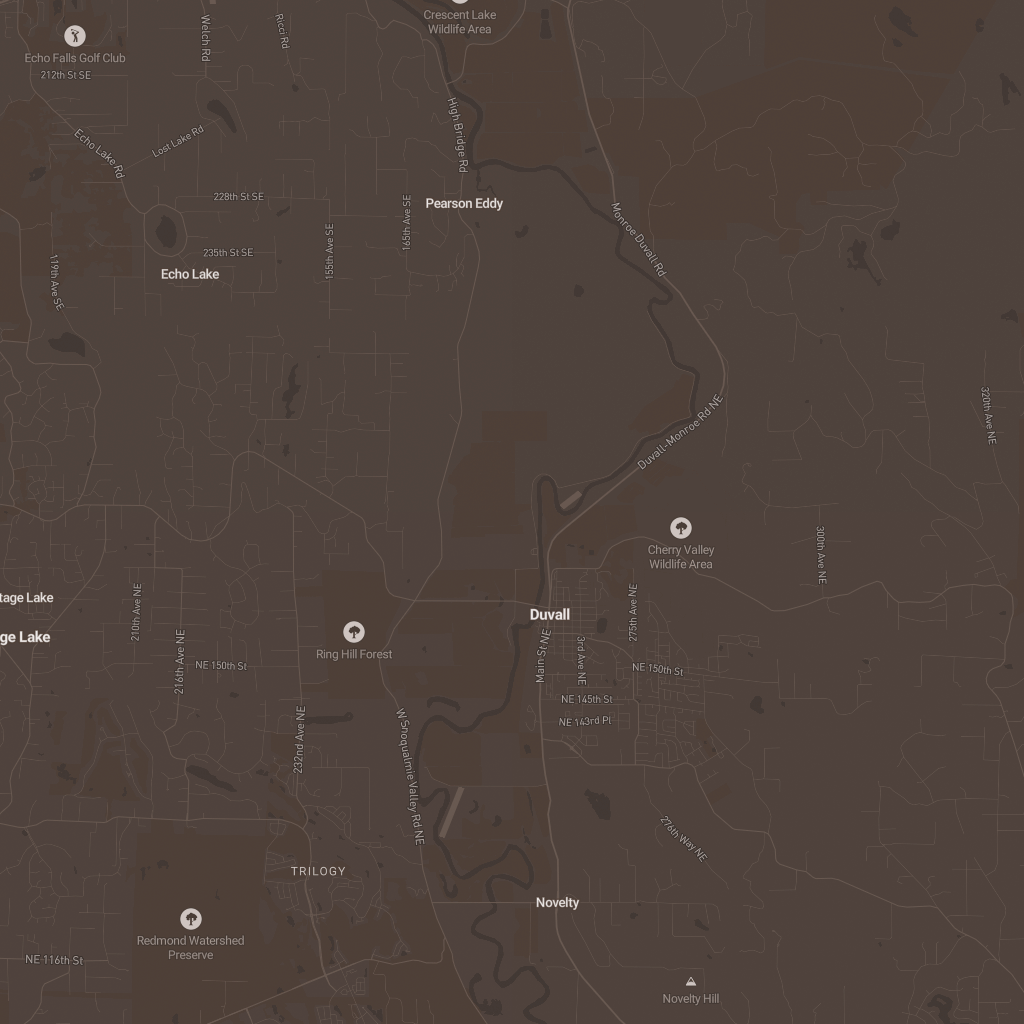 Crescent Lake
Wildlife Area
Welch Rd
Ricci Rd
Echo Falls Golf Club
212th St SE
High Bridge Rd
Echo Lake Rd
Lost Lake Rd
228th St SE
165th Ave SE
Pearson Eddy
Monroe-Duvall Rd
155th Ave SE
235th St SE
119th Ave SE
Echo Lake
320th Ave NE
Duvall-Monroe Rd NE
Cherry Valley
Wildlife Area
300th Ave NE
tage Lake
210th Ave NE
275th Ave NE
Duvall
ge Lake
216th Ave NE
Ring Hill Forest
Main St NE
3rd Ave NE
NE 150th St
NE 150th St
NE 145th St
NE 143rd Pl
232nd Ave NE
W Snoqualmie Valley Rd NE
276th Way NE
TRILOGY
Novelty
Redmond Watershed
Preserve
NE 116th St
Novelty Hill